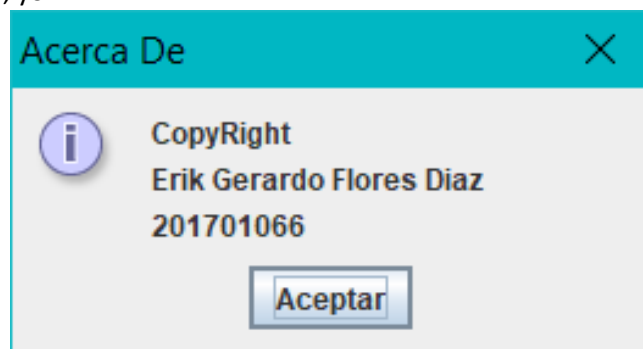 Acerca De
CopyRight
Erik Gerardo Flores Diaz
201701066
Aceptar